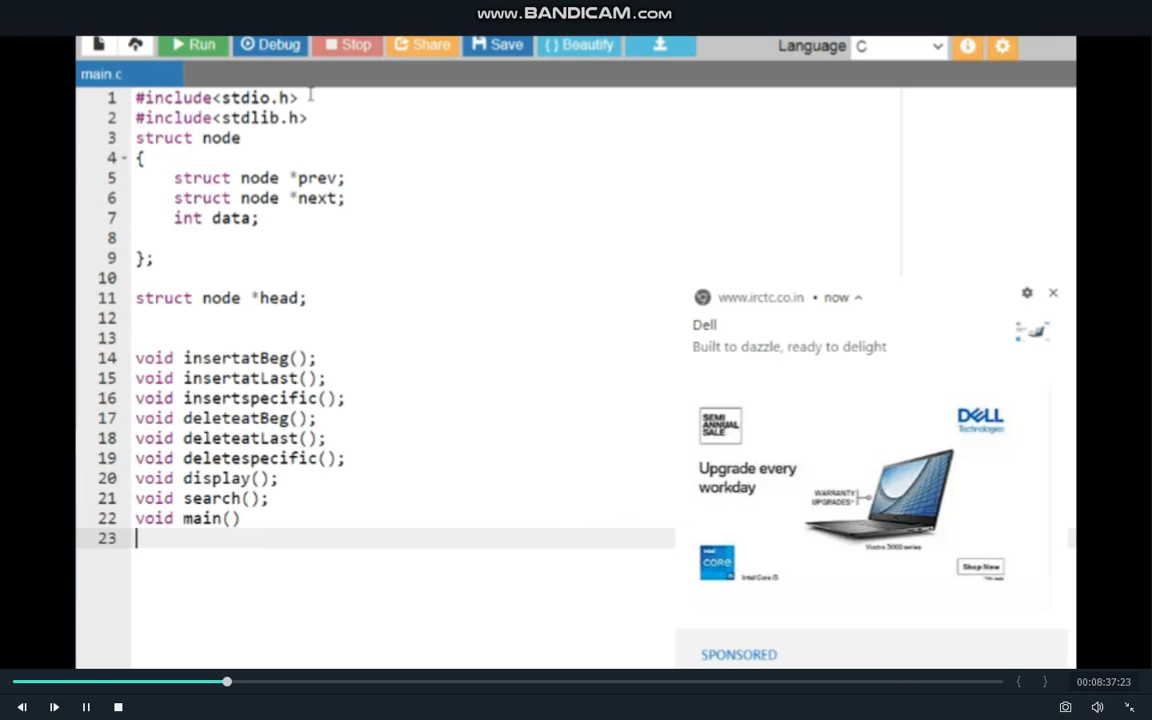 www.BANDICAM.com
Run Debug Stop Share Save { } Beautify Language C
main.c
1 #include<stdio.h>
2 #include<stdlib.h>
3 struct node
4 {
5 struct node *prev;
6 struct node *next;
7 int data;
8
9 };
10
11 struct node *head;
12
13
14 void insertatBeg();
15 void insertatLast();
16 void insertspecific();
17 void deleteatBeg();
18 void deleteatLast();
19 void deletespecific();
20 void display();
21 void search();
22 void main()
23
www.irctc.co.in • now
Dell
Built to dazzle, ready to delight
SEMI
ANNUAL
SALE
DELL
Technologies
Upgrade every
workday
WARRANTY
UPGRADES
Vostro 3000 series
intel
CORE
Intel Core i5
Shop Now
SPONSORED
{ } 00:08:37:23